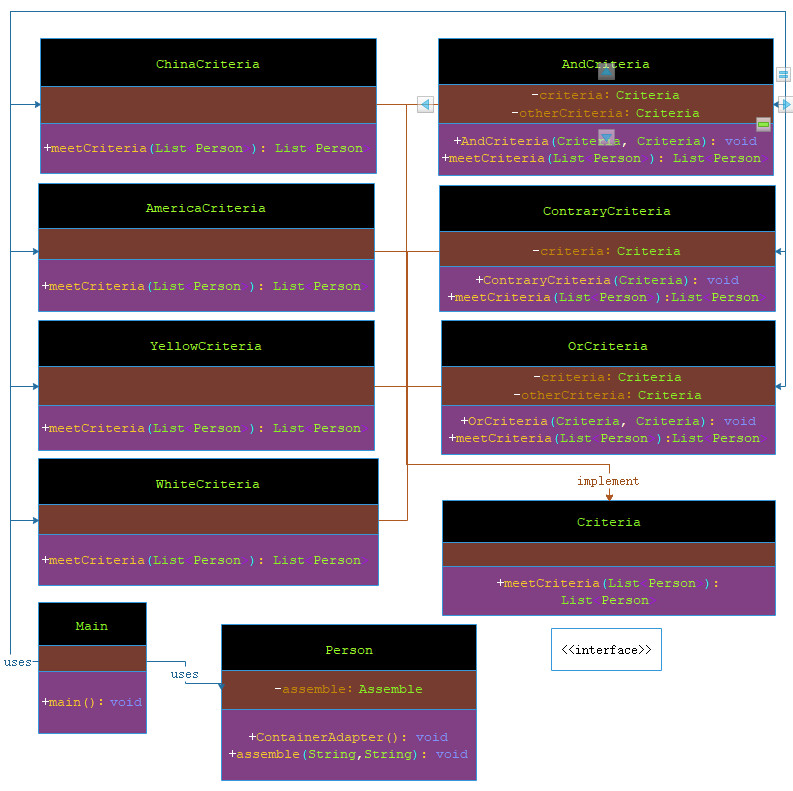 ChinaCriteria
+meetCriteria(List Person ): List Person
AndCriteria
-criteria: Criteria
-otherCriteria: Criteria
+AndCriteria(Criteria, Criteria): void
+meetCriteria(List Person ): List Person
AmericaCriteria
+meetCriteria(List Person ): List Person
ContraryCriteria
-criteria: Criteria
+ContraryCriteria(Criteria): void
+meetCriteria(List Person ):List Person
YellowCriteria
+meetCriteria(List Person ): List Person
OrCriteria
-criteria: Criteria
-otherCriteria: Criteria
+OrCriteria(Criteria, Criteria): void
+meetCriteria(List Person ):List Person
WhiteCriteria
+meetCriteria(List Person ): List Person
implement
Criteria
+meetCriteria(List Person ):
List Person
<<interface>>
Main
+main(): void
uses
uses
Person
-assemble: Assemble
+ContainerAdapter(): void
+assemble(String,String): void